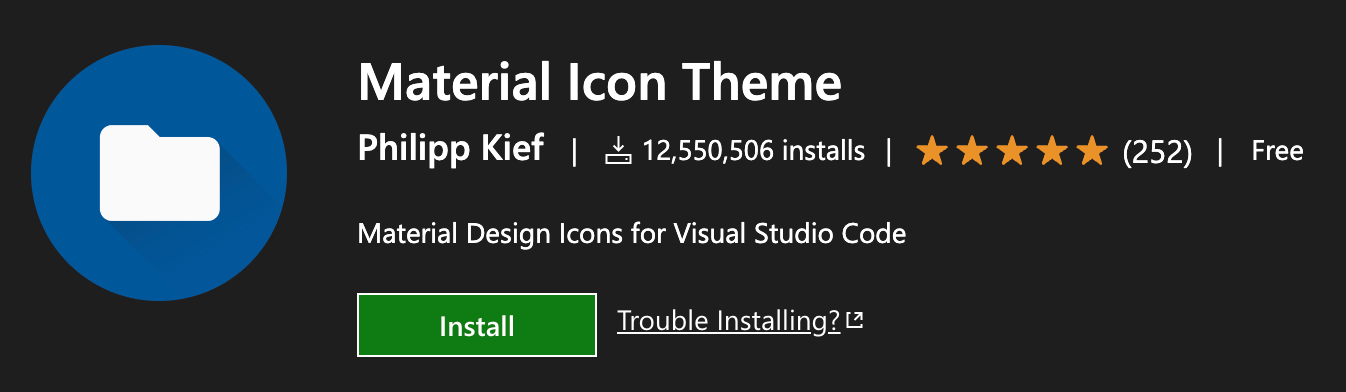 Material Icon Theme
Philipp Kief | 12,550,506 installs | (252) | Free
Material Design Icons for Visual Studio Code
Install Trouble Installing?